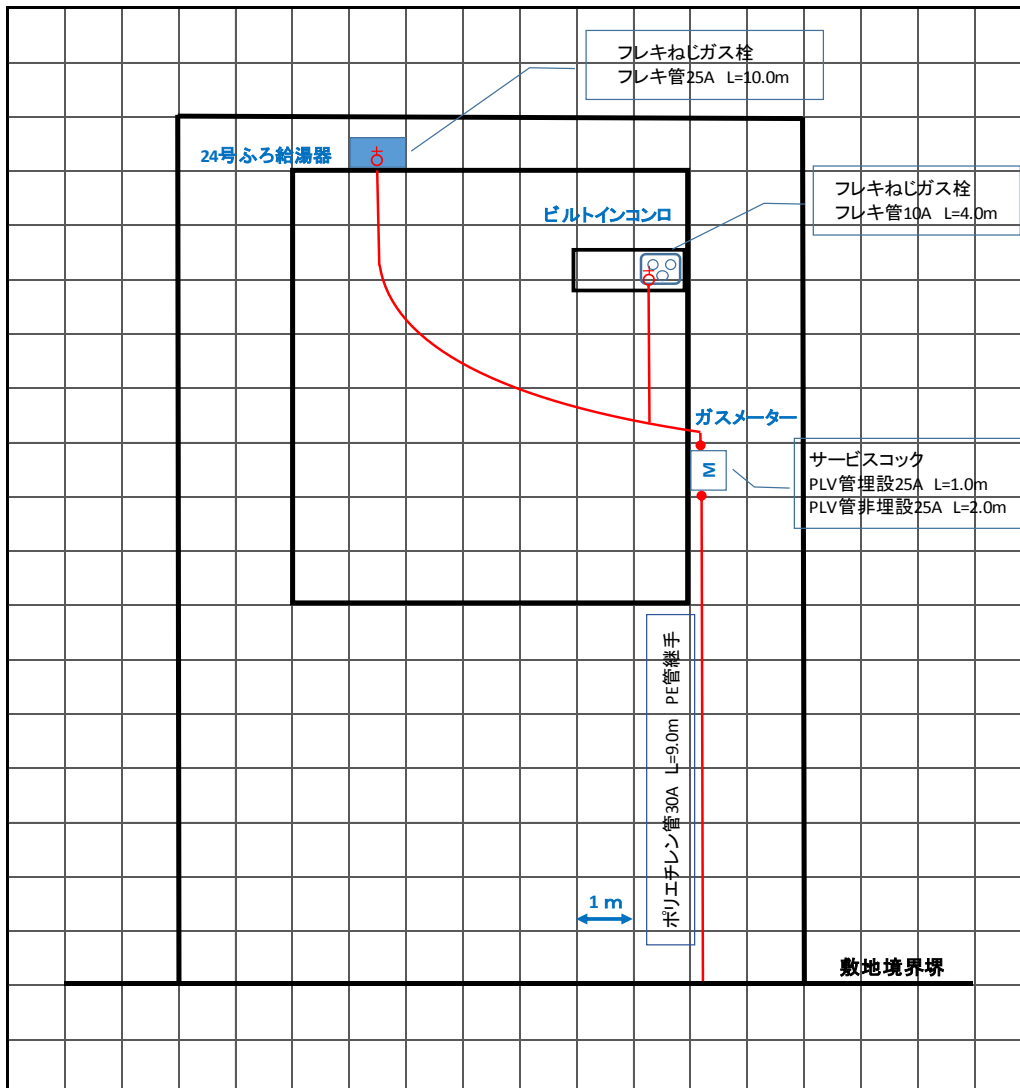 フレキねじガス栓
フレキ管25A L=10.0m
24号ふろ給湯器
フレキねじガス栓
フレキ管10A L=4.0m
ビルトインコンロ
ガスメーター
M
サービスコック
PLV管埋設25A L=1.0m
PLV管非埋設25A L=2.0m
ポリエチレン管30A L=9.0m PE管継手
1 m
敷地境界堺